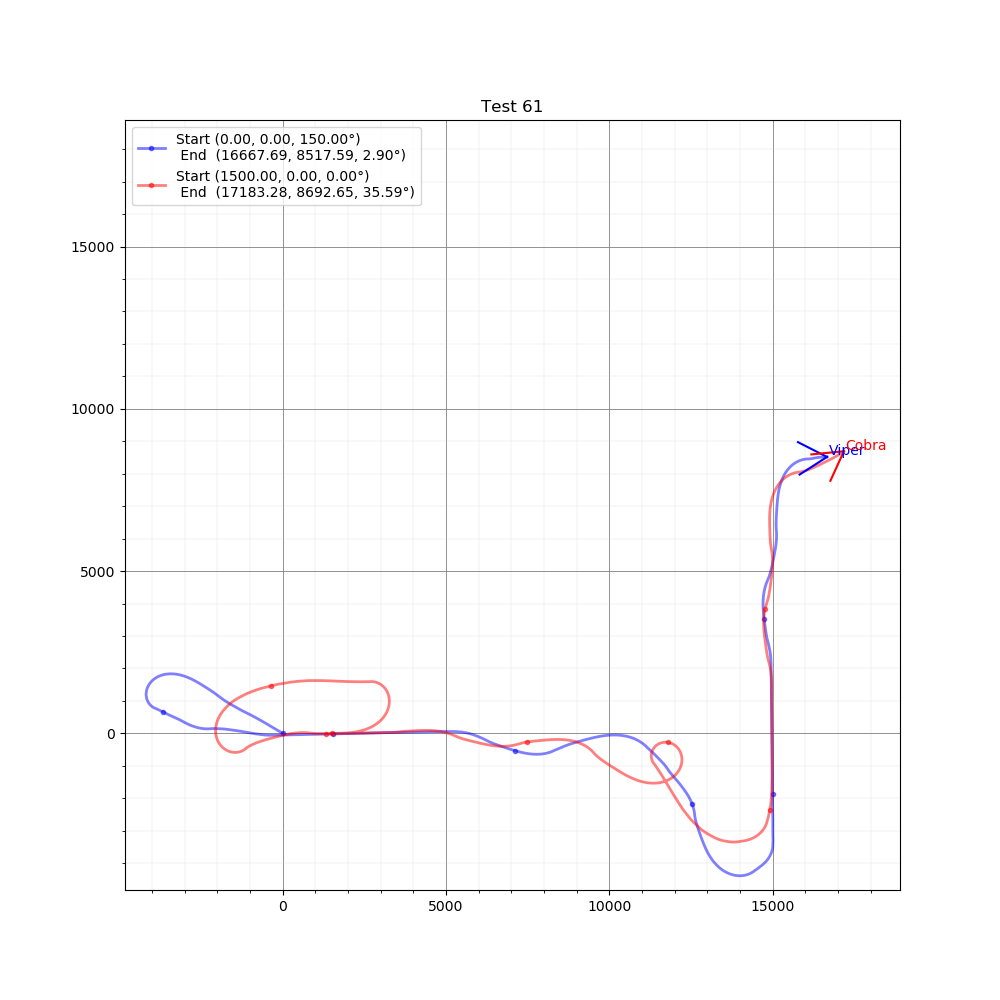 Test 61
Start (0.00, 0.00, 150.00°)
End (16667.69, 8517.59, 2.90°)
Start (1500.00, 0.00, 0.00°)
End (17183.28, 8692.65, 35.59°)
15000
10000
Cobra
Viper
5000
0
0
5000
10000
15000